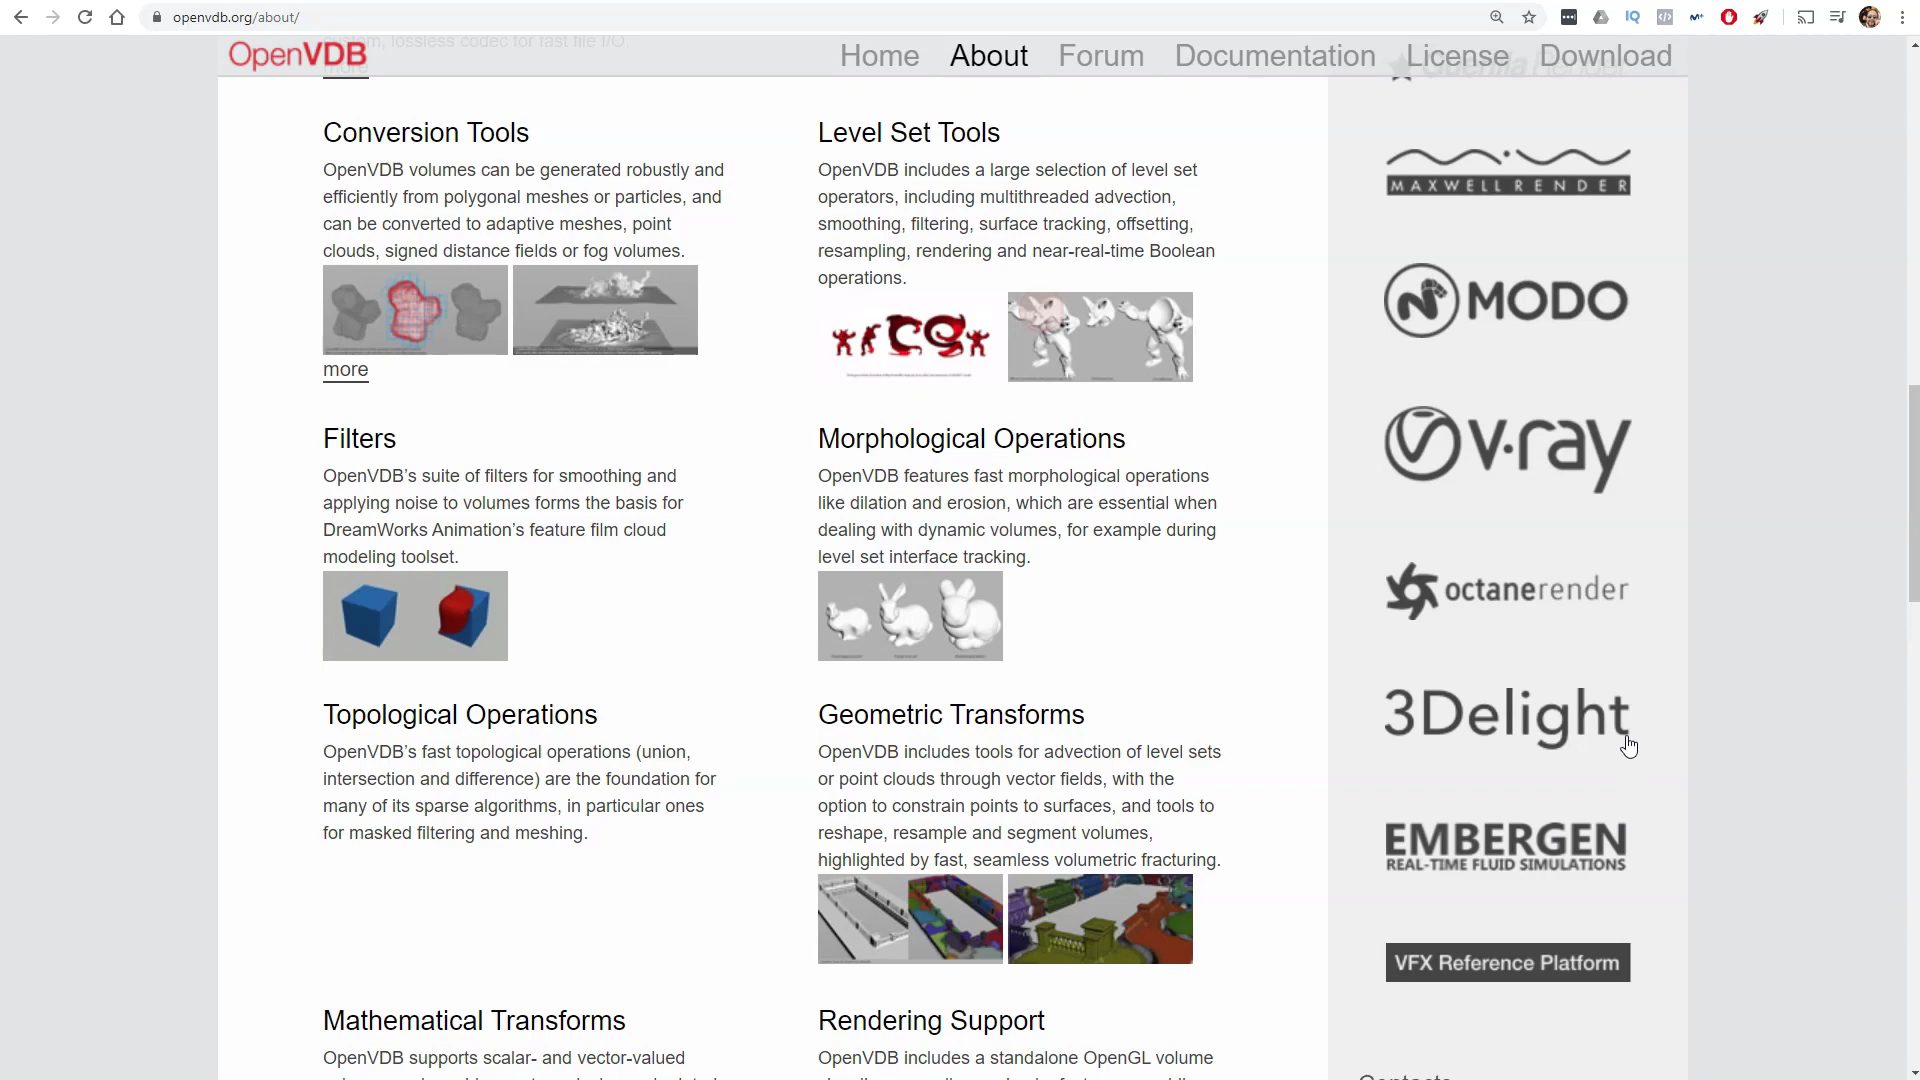 openvdb.org/about/
custom, lossless codec for fast file I/O
more
OpenVDB
Home
About
Forum
Documentation
License
Download
Guerilla Render
Conversion Tools
OpenVDB volumes can be generated robustly and
efficiently from polygonal meshes or particles, and
can be converted to adaptive meshes, point
clouds, signed distance fields or fog volumes.
more
Level Set Tools
OpenVDB includes a large selection of level set
operators, including multithreaded advection,
smoothing, filtering, surface tracking, offsetting,
resampling, rendering and near-real-time Boolean
operations.
Filters
OpenVDB's suite of filters for smoothing and
applying noise to volumes forms the basis for
DreamWorks Animation's feature film cloud
modeling toolset.
Morphological Operations
OpenVDB features fast morphological operations
like dilation and erosion, which are essential when
dealing with dynamic volumes, for example during
level set interface tracking.
Topological Operations
OpenVDB's fast topological operations (union,
intersection and difference) are the foundation for
many of its sparse algorithms, in particular ones
for masked filtering and meshing.
Geometric Transforms
OpenVDB includes tools for advection of level sets
or point clouds through vector fields, with the
option to constrain points to surfaces, and tools to
reshape, resample and segment volumes,
highlighted by fast, seamless volumetric fracturing.
Mathematical Transforms
OpenVDB supports scalar- and vector-valued
Rendering Support
OpenVDB includes a standalone OpenGL volume
MAXWELL RENDER
MODO
v·ray
octanerender
3Delight
EMBERGEN
REAL-TIME FLUID SIMULATIONS
VFX Reference Platform
Contacts